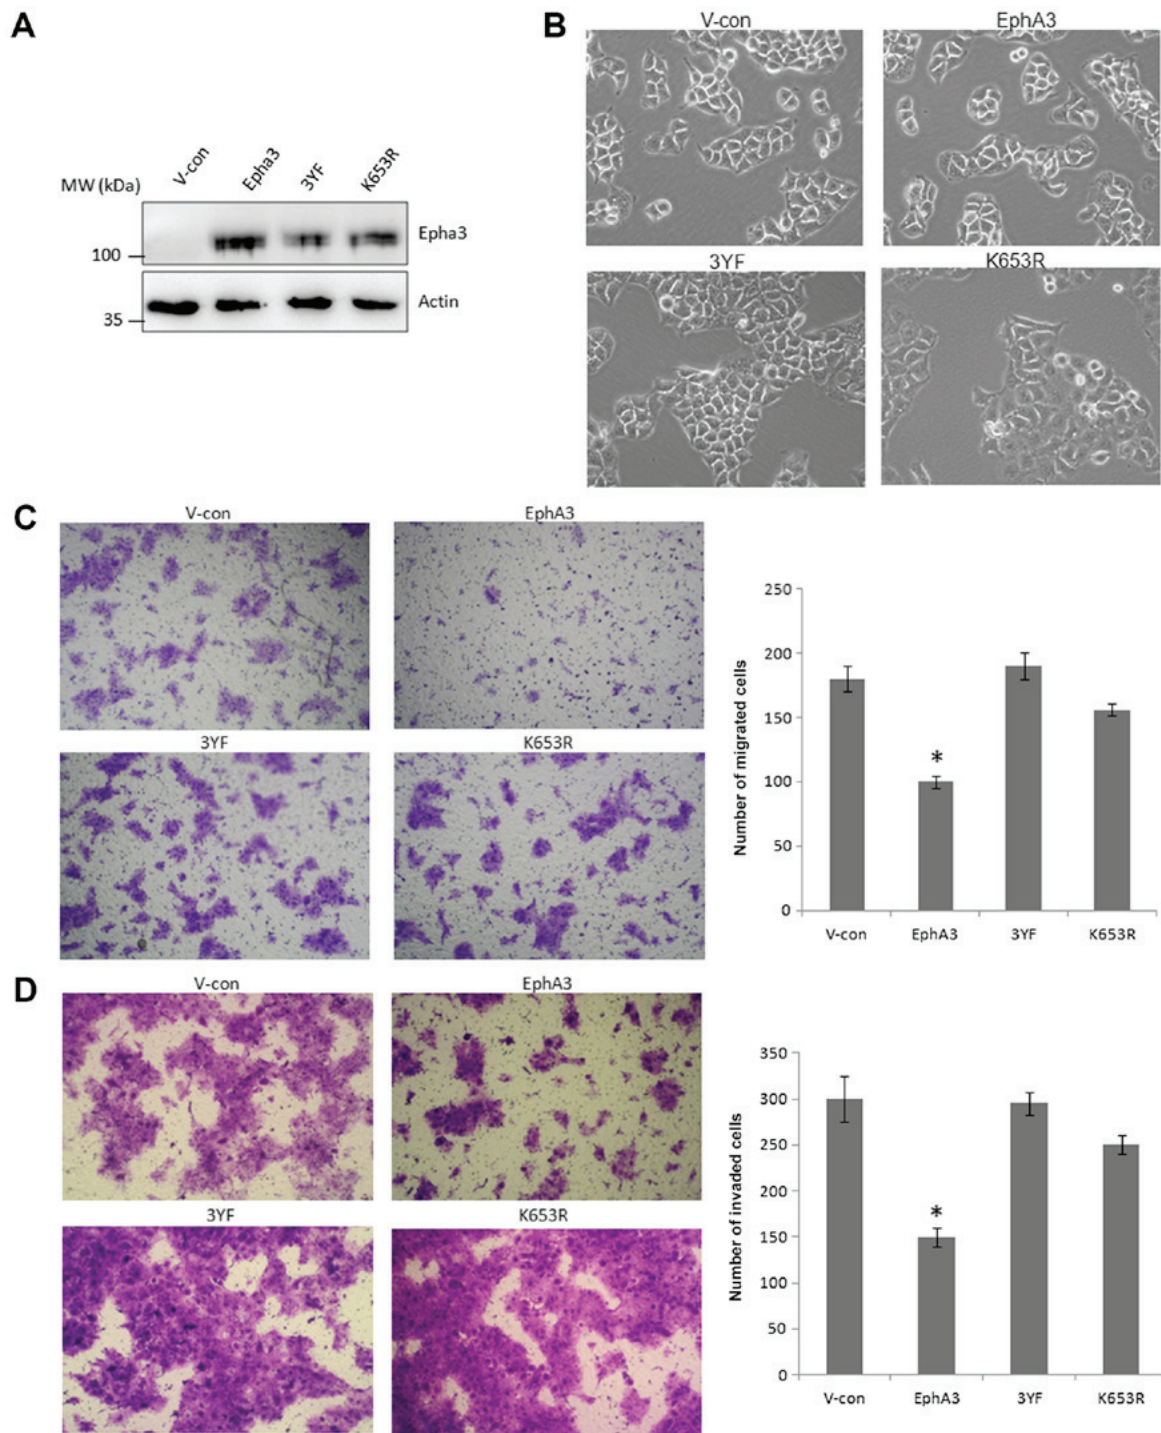 A
V-con
Epha3
3YF
K653R
MW (kDa)
Epha3
100
Actin
35
B
V-con
EphA3
3YF
K653R
C
V-con
EphA3
3YF
K653R
Number of migrated cells
250
200
150
100
50
0
*
V-con
EphA3
3YF
K653R
D
V-con
EphA3
3YF
K653R
Number of invaded cells
350
300
250
200
150
100
50
0
*
V-con
EphA3
3YF
K653R